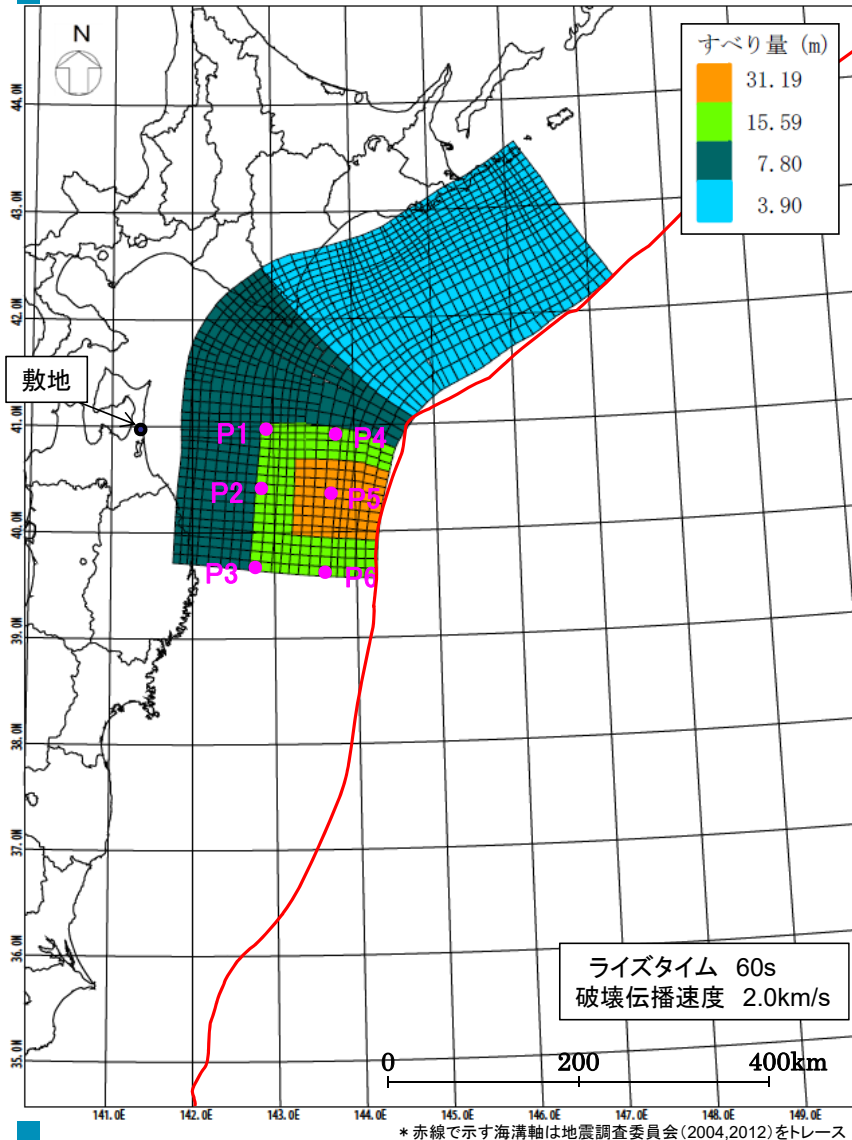 N
すべり量 (m)
31.19
15.59
7.80
3.90
44.0N
43.0N
42.0N
敷地
41.0N
P1
P4
P2
P5
40.0N
P3
P6
39.0N
38.0N
37.0N
36.0N
ライズタイム 60s
破壊伝播速度 2.0km/s
35.0N
0 200 400km
141.0E 142.0E 143.0E 144.0E 145.0E 146.0E 147.0E 148.0E 149.0E
*赤線で示す海溝軸は地震調査委員会(2004,2012)をトレース